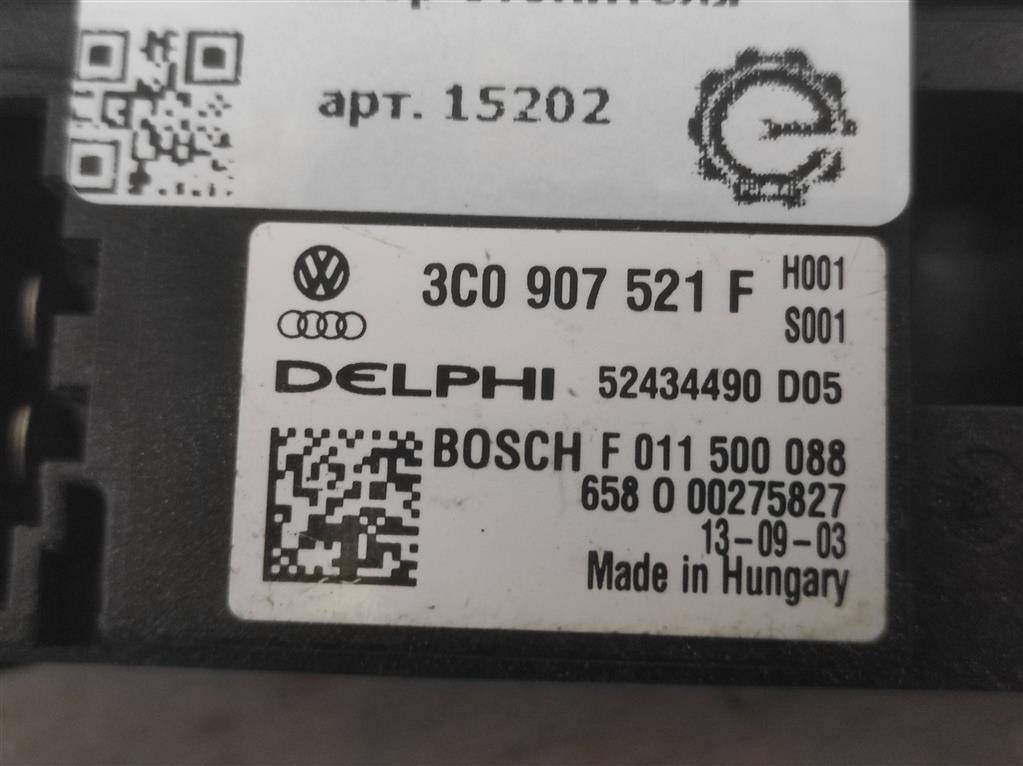 арт. 15202
3C0 907 521 F H001
S001
DELPHI 52434490 D05
BOSCH F 011 500 088
658 0 00275827
13-09-03
Made in Hungary